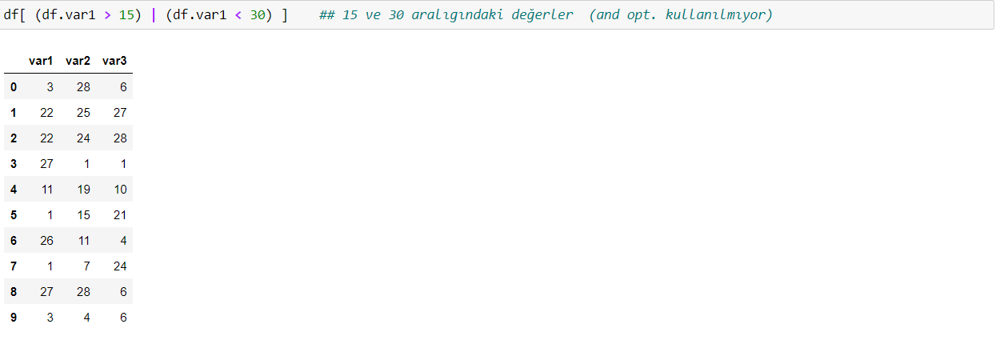 df[ (df.var1 > 15) | (df.var1 < 30) ]    ## 15 ve 30 aralıgındaki değerler  (and opt. kullanılmıyor)
var1 var2 var3
0 3 28 6
1 22 25 27
2 22 24 28
3 27 1 1
4 11 19 10
5 1 15 21
6 26 11 4
7 1 7 24
8 27 28 6
9 3 4 6